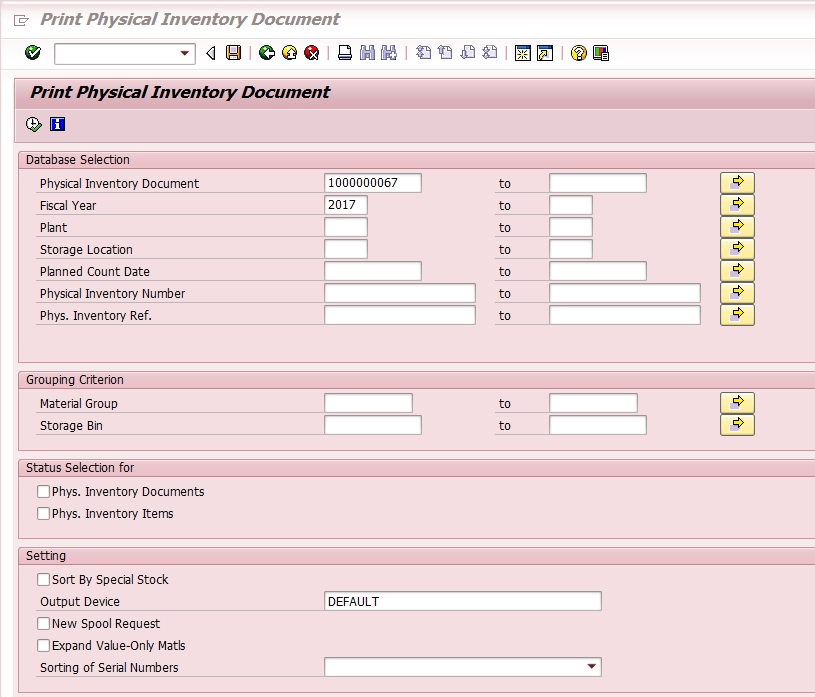 Print Physical Inventory Document
Print Physical Inventory Document
Database Selection
Physical Inventory Document 1000000067 to
Fiscal Year 2017 to
Plant to
Storage Location to
Planned Count Date to
Physical Inventory Number to
Phys. Inventory Ref. to
Grouping Criterion
Material Group to
Storage Bin to
Status Selection for
Phys. Inventory Documents
Phys. Inventory Items
Setting
Sort By Special Stock
Output Device DEFAULT
New Spool Request
Expand Value-Only Matls
Sorting of Serial Numbers